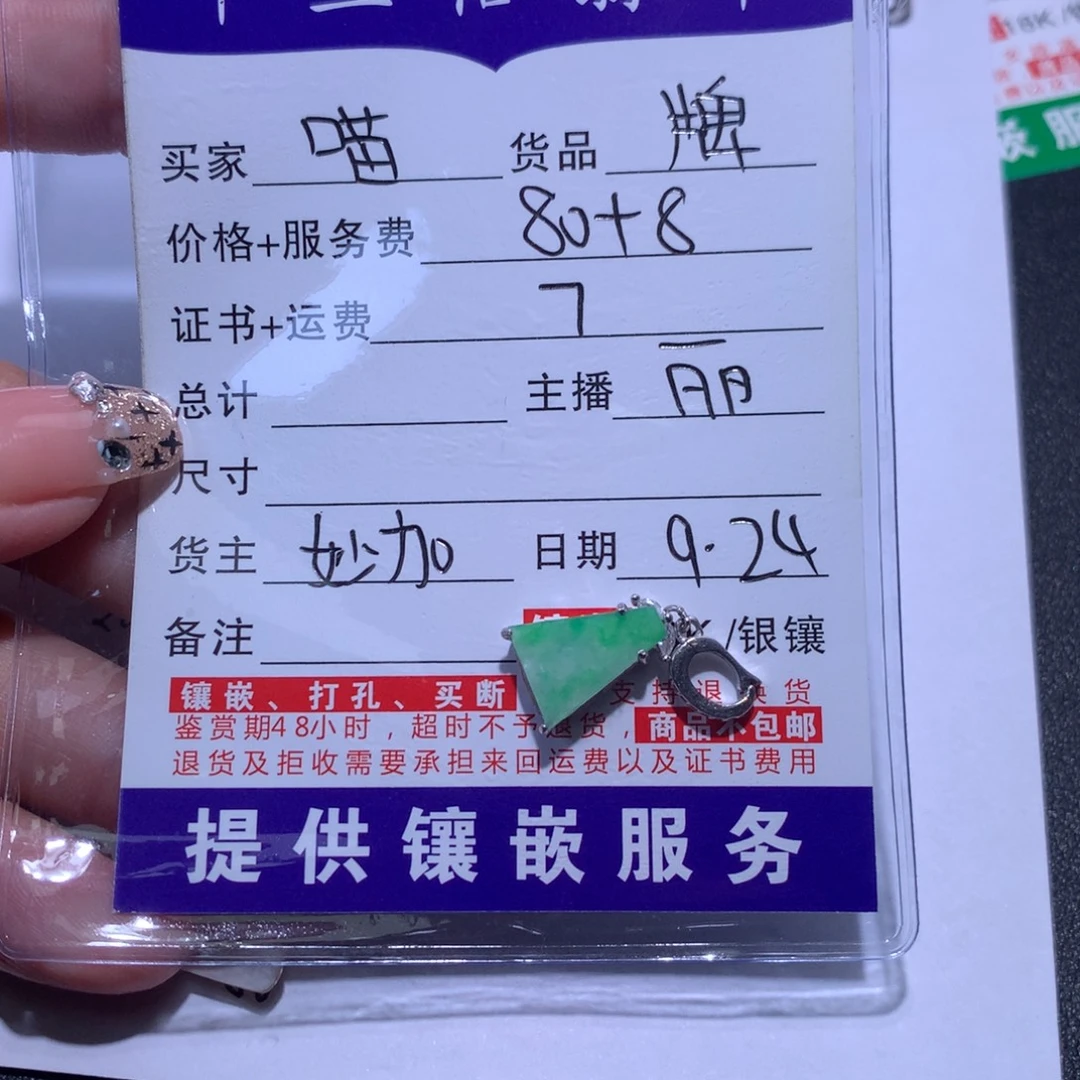 买家 喵 货品 牌
价格+服务费 80+8
证书+运费 7
总计 主播 丽
尺寸
货主 妙加 日期 9.24
备注 /银镶
镶嵌、打孔、买断 支持退换货
鉴赏期48小时，超时不予退货，商品不包邮
退货及拒收需要承担来回运费以及证书费用
提供镶嵌服务
18K